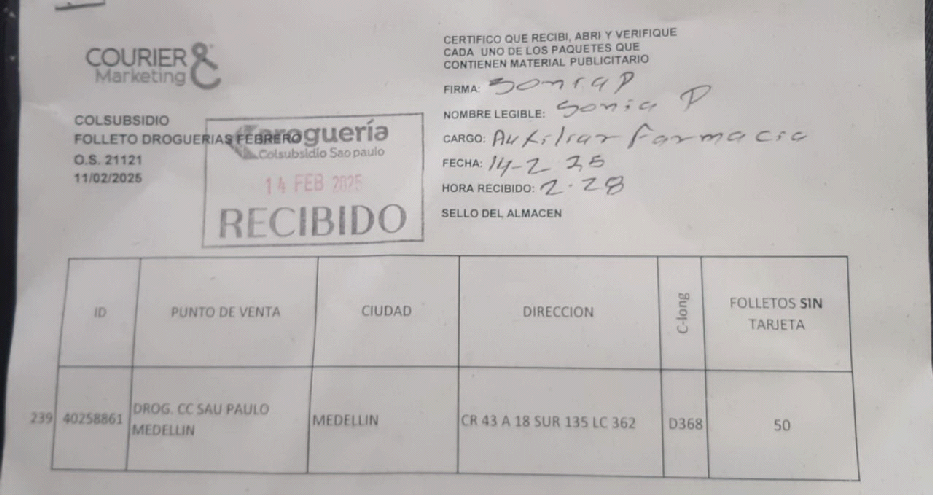 COURIER &
Marketing
COLSUBSIDIO
FOLLETO DROGUERIAS FEBRERO
O.S. 21121
11/02/2025
droguería
Colsubsidio Sao paulo
14 FEB 2025
RECIBIDO
CERTIFICO QUE RECIBI, ABRI Y VERIFIQUE
CADA UNO DE LOS PAQUETES QUE
CONTIENEN MATERIAL PUBLICITARIO
FIRMA: Sonia P
NOMBRE LEGIBLE: Sonia P
CARGO: Auxiliar farmacia
FECHA: 14-2 25
HORA RECIBIDO: 2-28
SELLO DEL ALMACEN
ID PUNTO DE VENTA CIUDAD DIRECCION C-long FOLLETOS SIN TARJETA
239 40258861 DROG. CC SAU PAULO MEDELLIN MEDELLIN CR 43 A 18 SUR 135 LC 362 D368 50